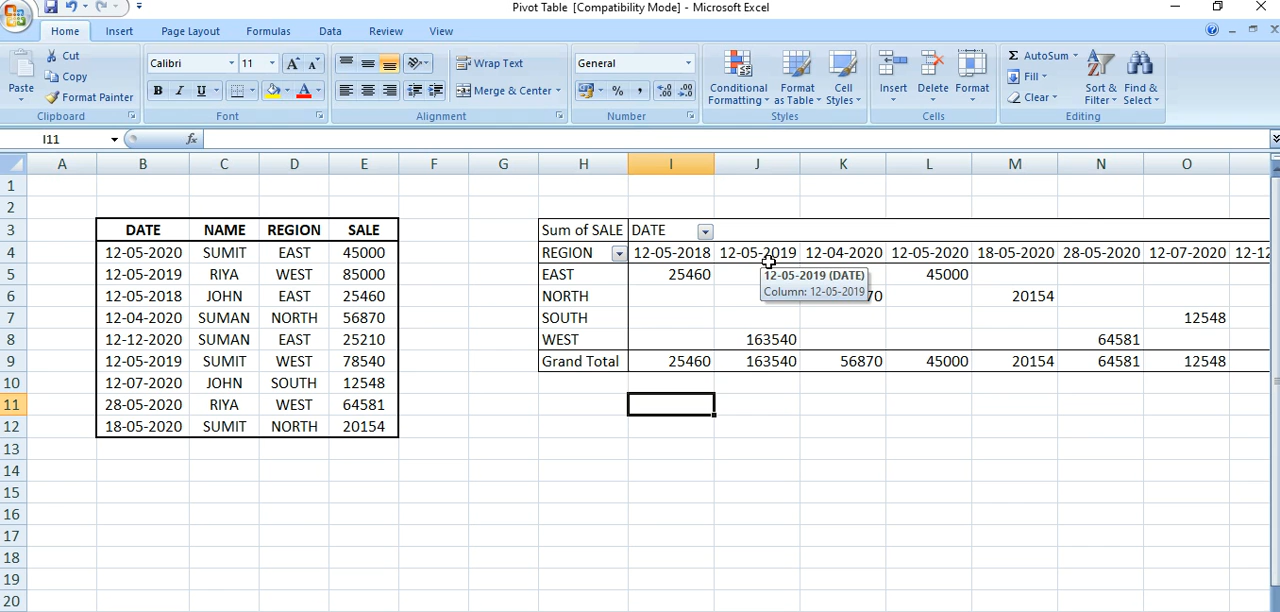 Pivot Table [Compatibility Mode] - Microsoft Excel
Home Insert Page Layout Formulas Data Review View
Paste
Cut
Copy
Format Painter
Clipboard
Calibri 11
B I U A
Font
Wrap Text
Merge & Center
Alignment
General
% ,
Number
Conditional Formatting
Format as Table
Cell Styles
Styles
Insert Delete Format
Cells
AutoSum
Fill
Clear
Sort & Filter
Find & Select
Editing
I11 fx
A B C D E F G H I J K L M N O
1
2
3 DATE NAME REGION SALE Sum of SALE DATE
4 12-05-2020 SUMIT EAST 45000 REGION 12-05-2018 12-05-2019 12-04-2020 12-05-2020 18-05-2020 28-05-2020 12-07-2020 12-12
5 12-05-2019 RIYA WEST 85000 EAST 25460 45000
12-05-2019 (DATE)
Column: 12-05-2019
6 12-05-2018 JOHN EAST 25460 NORTH 70 20154
7 12-04-2020 SUMAN NORTH 56870 SOUTH 12548
8 12-12-2020 SUMAN EAST 25210 WEST 163540 64581
9 12-05-2019 SUMIT WEST 78540 Grand Total 25460 163540 56870 45000 20154 64581 12548
10 12-07-2020 JOHN SOUTH 12548
11 28-05-2020 RIYA WEST 64581
12 18-05-2020 SUMIT NORTH 20154
13
14
15
16
17
18
19
20